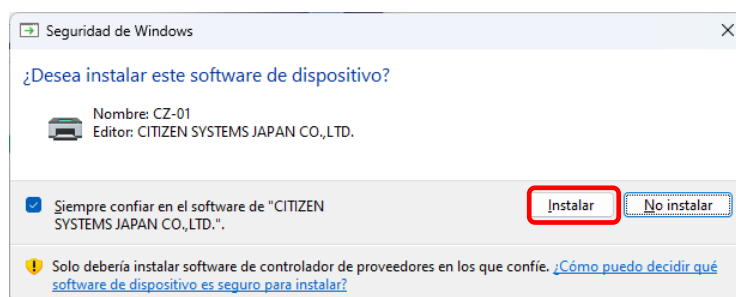 Seguridad de Windows
¿Desea instalar este software de dispositivo?
Nombre: CZ-01
Editor: CITIZEN SYSTEMS JAPAN CO.,LTD.
Siempre confiar en el software de "CITIZEN
SYSTEMS JAPAN CO.,LTD.".
Instalar
No instalar
Solo debería instalar software de controlador de proveedores en los que confíe. ¿Cómo puedo decidir qué
software de dispositivo es seguro para instalar?